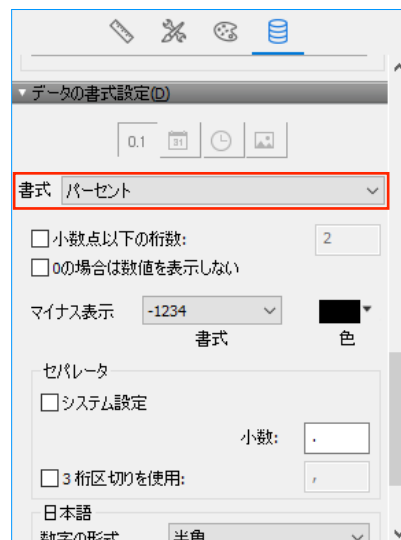 データの書式設定(D)
0.1 31
書式 パーセント
小数点以下の桁数: 2
0の場合は数値を表示しない
マイナス表示 -1234
書式 色
セパレータ
システム設定
小数: .
3 桁区切りを使用: ,
日本語
数字の形式 半角